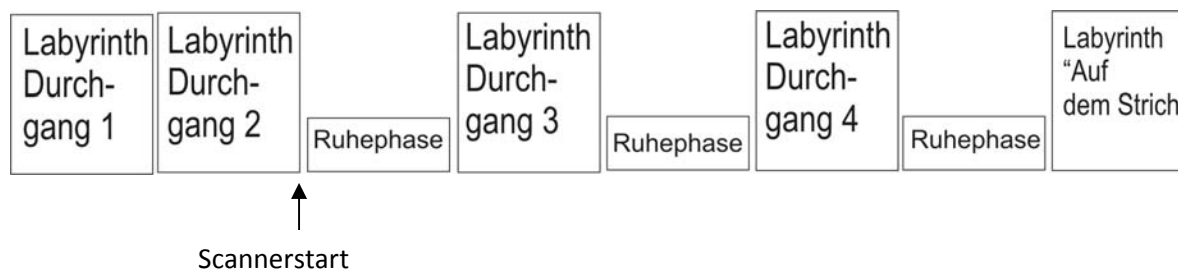 Labyrinth
Durch-
gang 1
Labyrinth
Durch-
gang 2
Ruhephase
Labyrinth
Durch-
gang 3
Ruhephase
Labyrinth
Durch-
gang 4
Ruhephase
Labyrinth
“Auf
dem Strich
Scannerstart